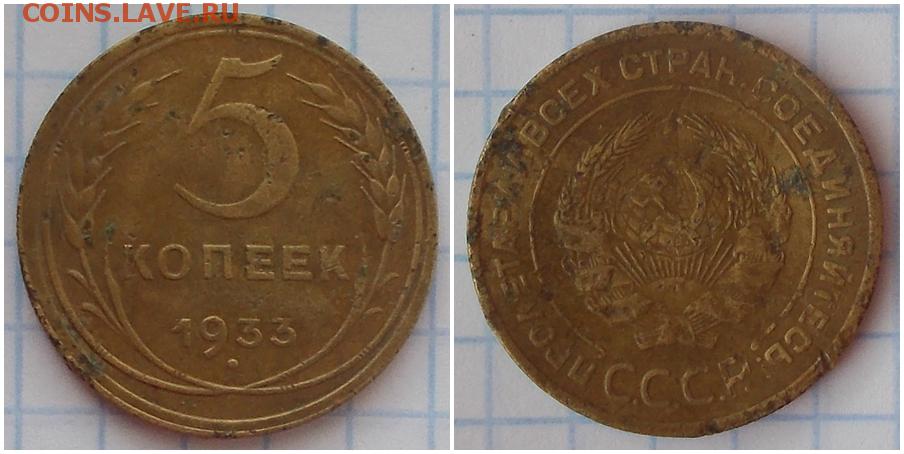 COINS.LAVE.RU
5
КОПЕЕК
1933
ПРОЛЕТАРИИ ВСЕХ СТРАН, СОЕДИНЯЙТЕСЬ!
СССР